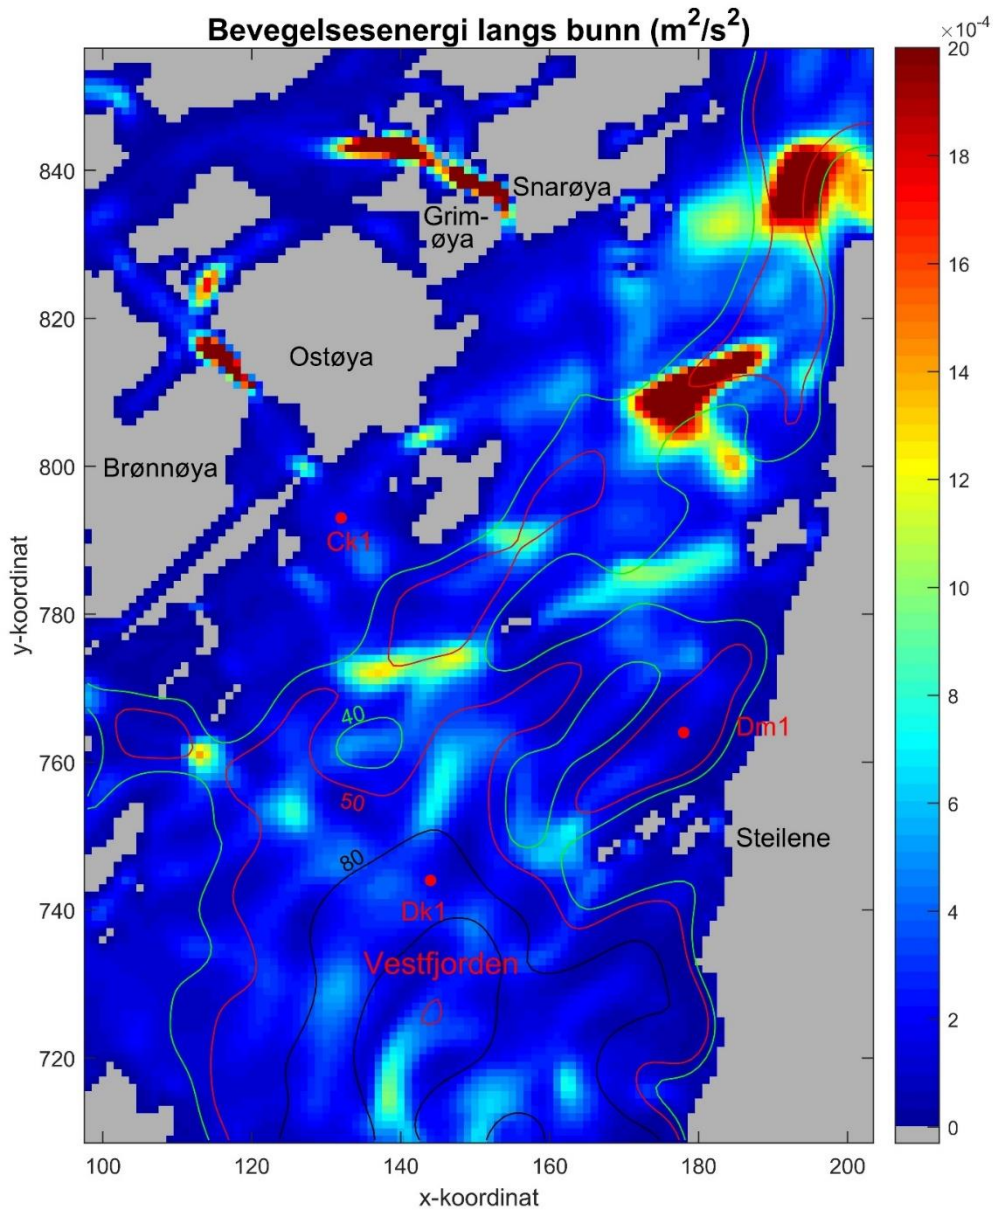 Bevegelsesenergi langs bunn (m²/s²)
×10⁻⁴
20
18
16
14
12
10
8
6
4
2
0
840
820
800
780
760
740
720
y-koordinat
100
120
140
160
180
200
x-koordinat
Snarøya
Grim-
øya
Ostøya
Brønnøya
Ck1
40
50
Dm1
Steilene
80
Dk1
Vestfjorden